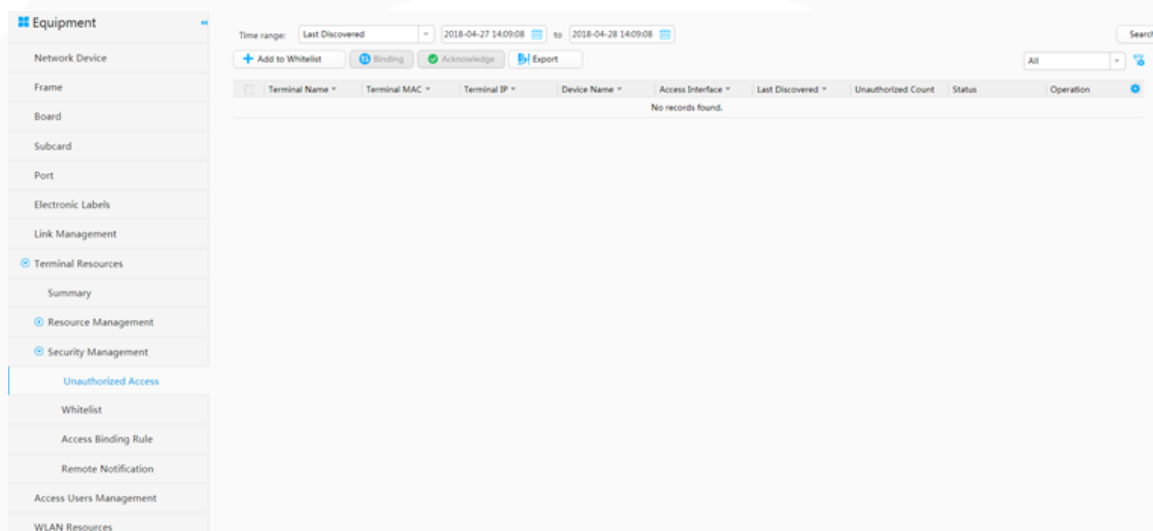 Equipment
Time range: Last Discovered 2018-04-27 14:09:08 to 2018-04-28 14:09:08 Search
Network Device
Add to Whitelist Binding Acknowledge Export All
Frame
Terminal Name Terminal MAC Terminal IP Device Name Access Interface Last Discovered Unauthorized Count Status Operation
No records found.
Board
Subcard
Port
Electronic Labels
Link Management
Terminal Resources
Summary
Resource Management
Security Management
Unauthorized Access
Whitelist
Access Binding Rule
Remote Notification
Access Users Management
WLAN Resources